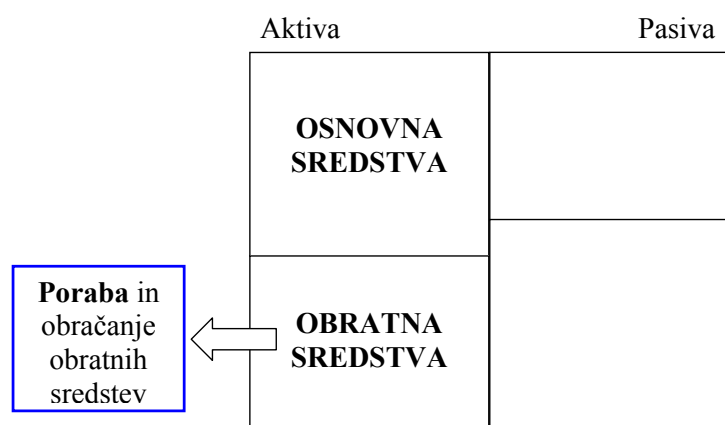 Aktiva
Pasiva
OSNOVNA
SREDSTVA
Poraba in
obračanje
obratnih
sredstev
OBRATNA
SREDSTVA